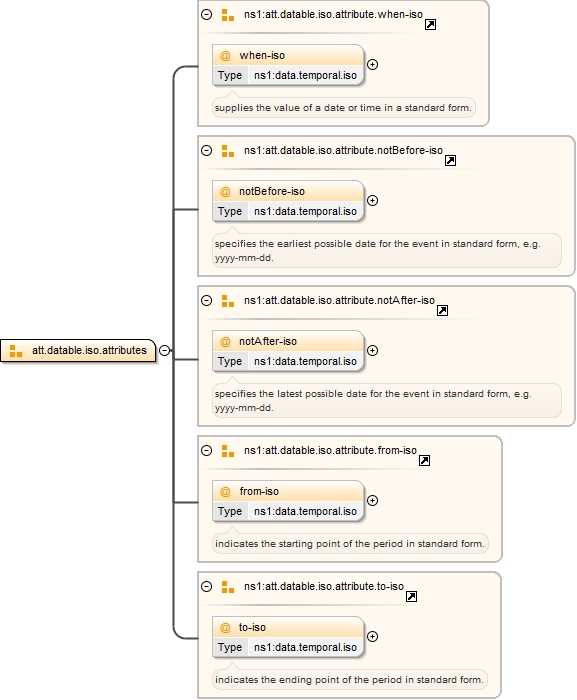 ns1:att.datable.iso.attribute.when-iso
@ when-iso
Type ns1:data.temporal.iso
supplies the value of a date or time in a standard form.
ns1:att.datable.iso.attribute.notBefore-iso
@ notBefore-iso
Type ns1:data.temporal.iso
specifies the earliest possible date for the event in standard form, e.g.
yyyy-mm-dd.
ns1:att.datable.iso.attribute.notAfter-iso
@ notAfter-iso
Type ns1:data.temporal.iso
att.datable.iso.attributes
specifies the latest possible date for the event in standard form, e.g.
yyyy-mm-dd.
ns1:att.datable.iso.attribute.from-iso
@ from-iso
Type ns1:data.temporal.iso
indicates the starting point of the period in standard form.
ns1:att.datable.iso.attribute.to-iso
@ to-iso
Type ns1:data.temporal.iso
indicates the ending point of the period in standard form.